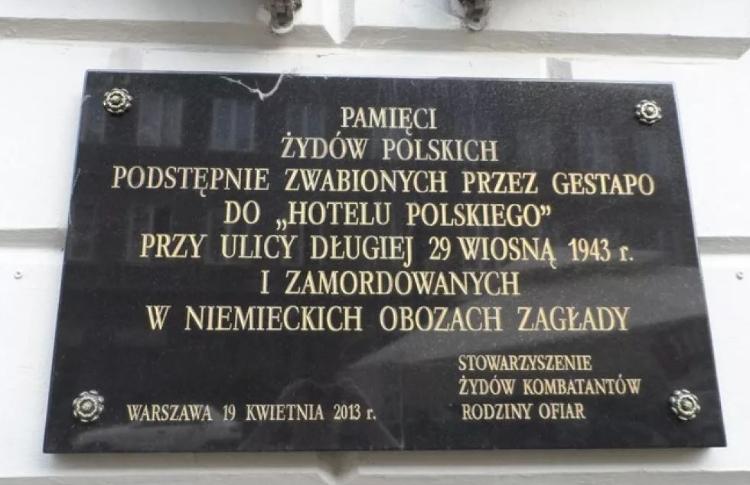 PAMIĘCI
ŻYDÓW POLSKICH
PODSTĘPNIE ZWABIONYCH PRZEZ GESTAPO
DO „HOTELU POLSKIEGO”
PRZY ULICY DŁUGIEJ 29 WIOSNĄ 1943 r.
I ZAMORDOWANYCH
W NIEMIECKICH OBOZACH ZAGŁADY
STOWARZYSZENIE
ŻYDÓW KOMBATANTÓW
WARSZAWA 19 KWIETNIA 2013 r. RODZINY OFIAR